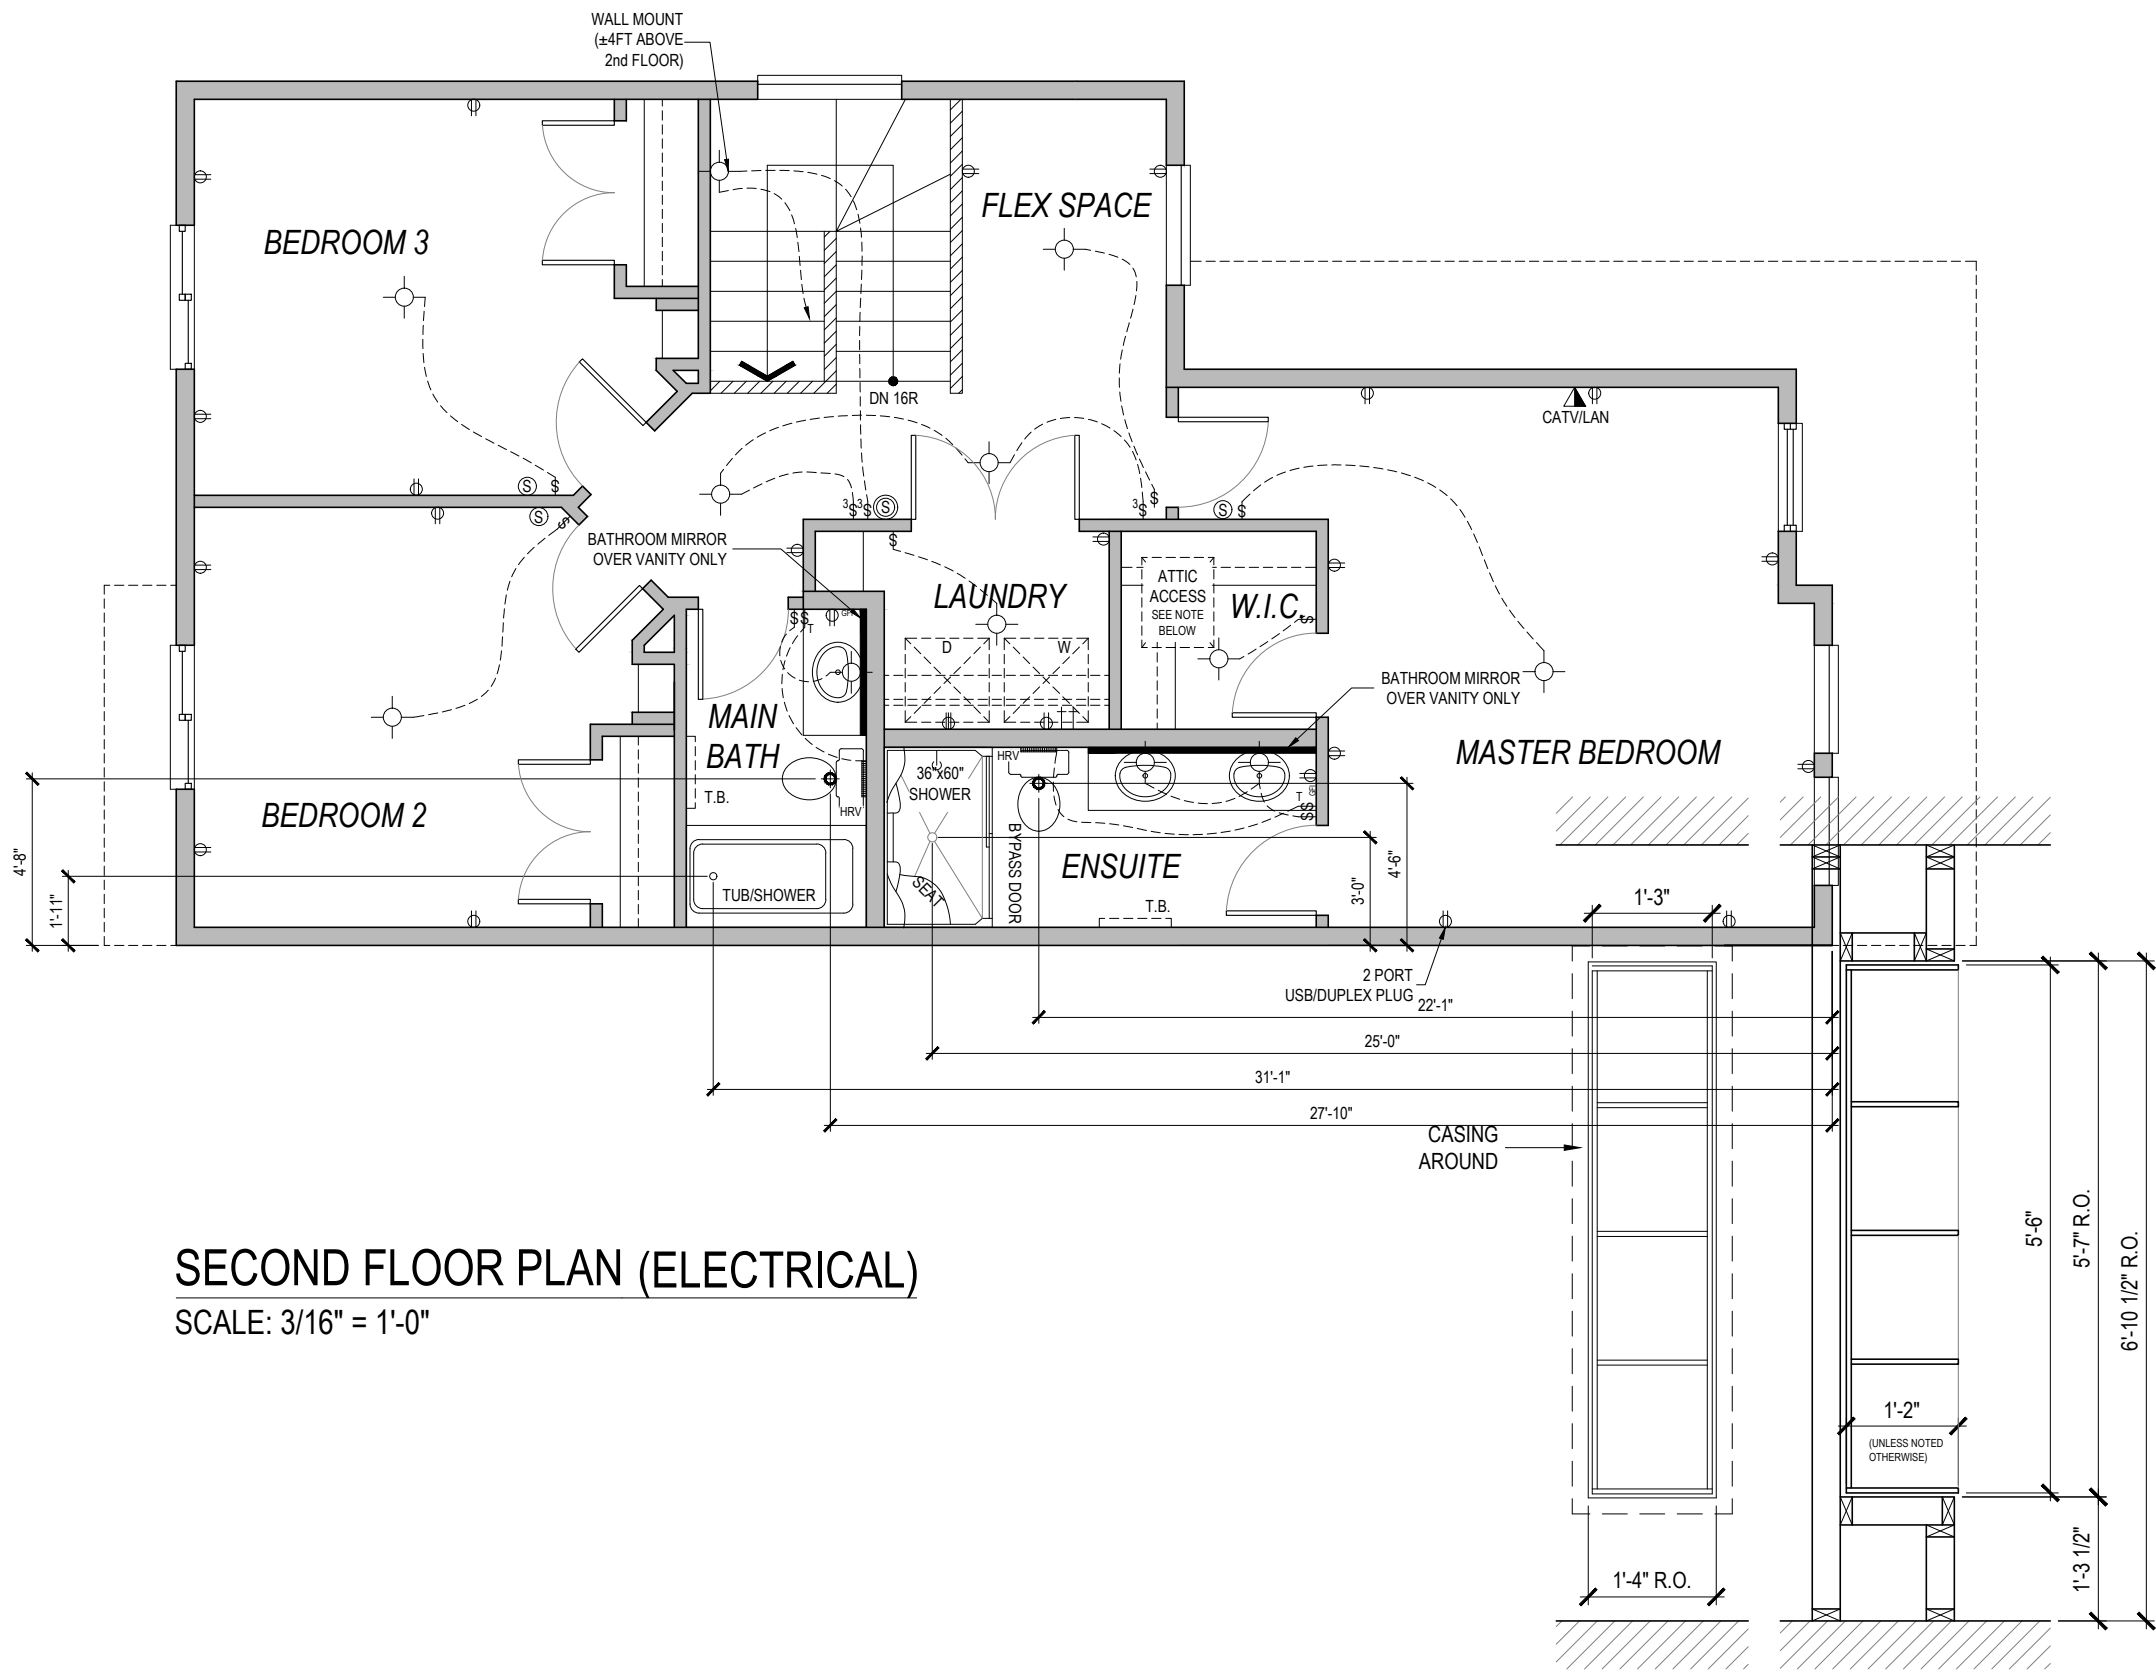 WALL MOUNT
(±4FT ABOVE
2nd FLOOR)
BEDROOM 3
FLEX SPACE
DN 16R
CATV/LAN
S
$
S
$
3
$
3
$
S
3
$
$
S
$
BATHROOM MIRROR
OVER VANITY ONLY
$
LAUNDRY
D
W
ATTIC
ACCESS
SEE NOTE
BELOW
W.I.C.
$
$$
T
BATHROOM MIRROR
OVER VANITY ONLY
MAIN
BATH
T.B.
HRV
TUB/SHOWER
BEDROOM 2
HRV
36"x60"
SHOWER
SEAT
BYPASS DOOR
ENSUITE
T.B.
T
$$
MASTER BEDROOM
4'-8"
1'-11"
3'-0"
4'-6"
1'-3"
2 PORT
USB/DUPLEX PLUG
22'-1"
25'-0"
31'-1"
27'-10"
CASING
AROUND
5'-6"
5'-7" R.O.
6'-10 1/2" R.O.
1'-2"
(UNLESS NOTED
OTHERWISE)
1'-4" R.O.
1'-3 1/2"
SECOND FLOOR PLAN (ELECTRICAL)
SCALE: 3/16" = 1'-0"